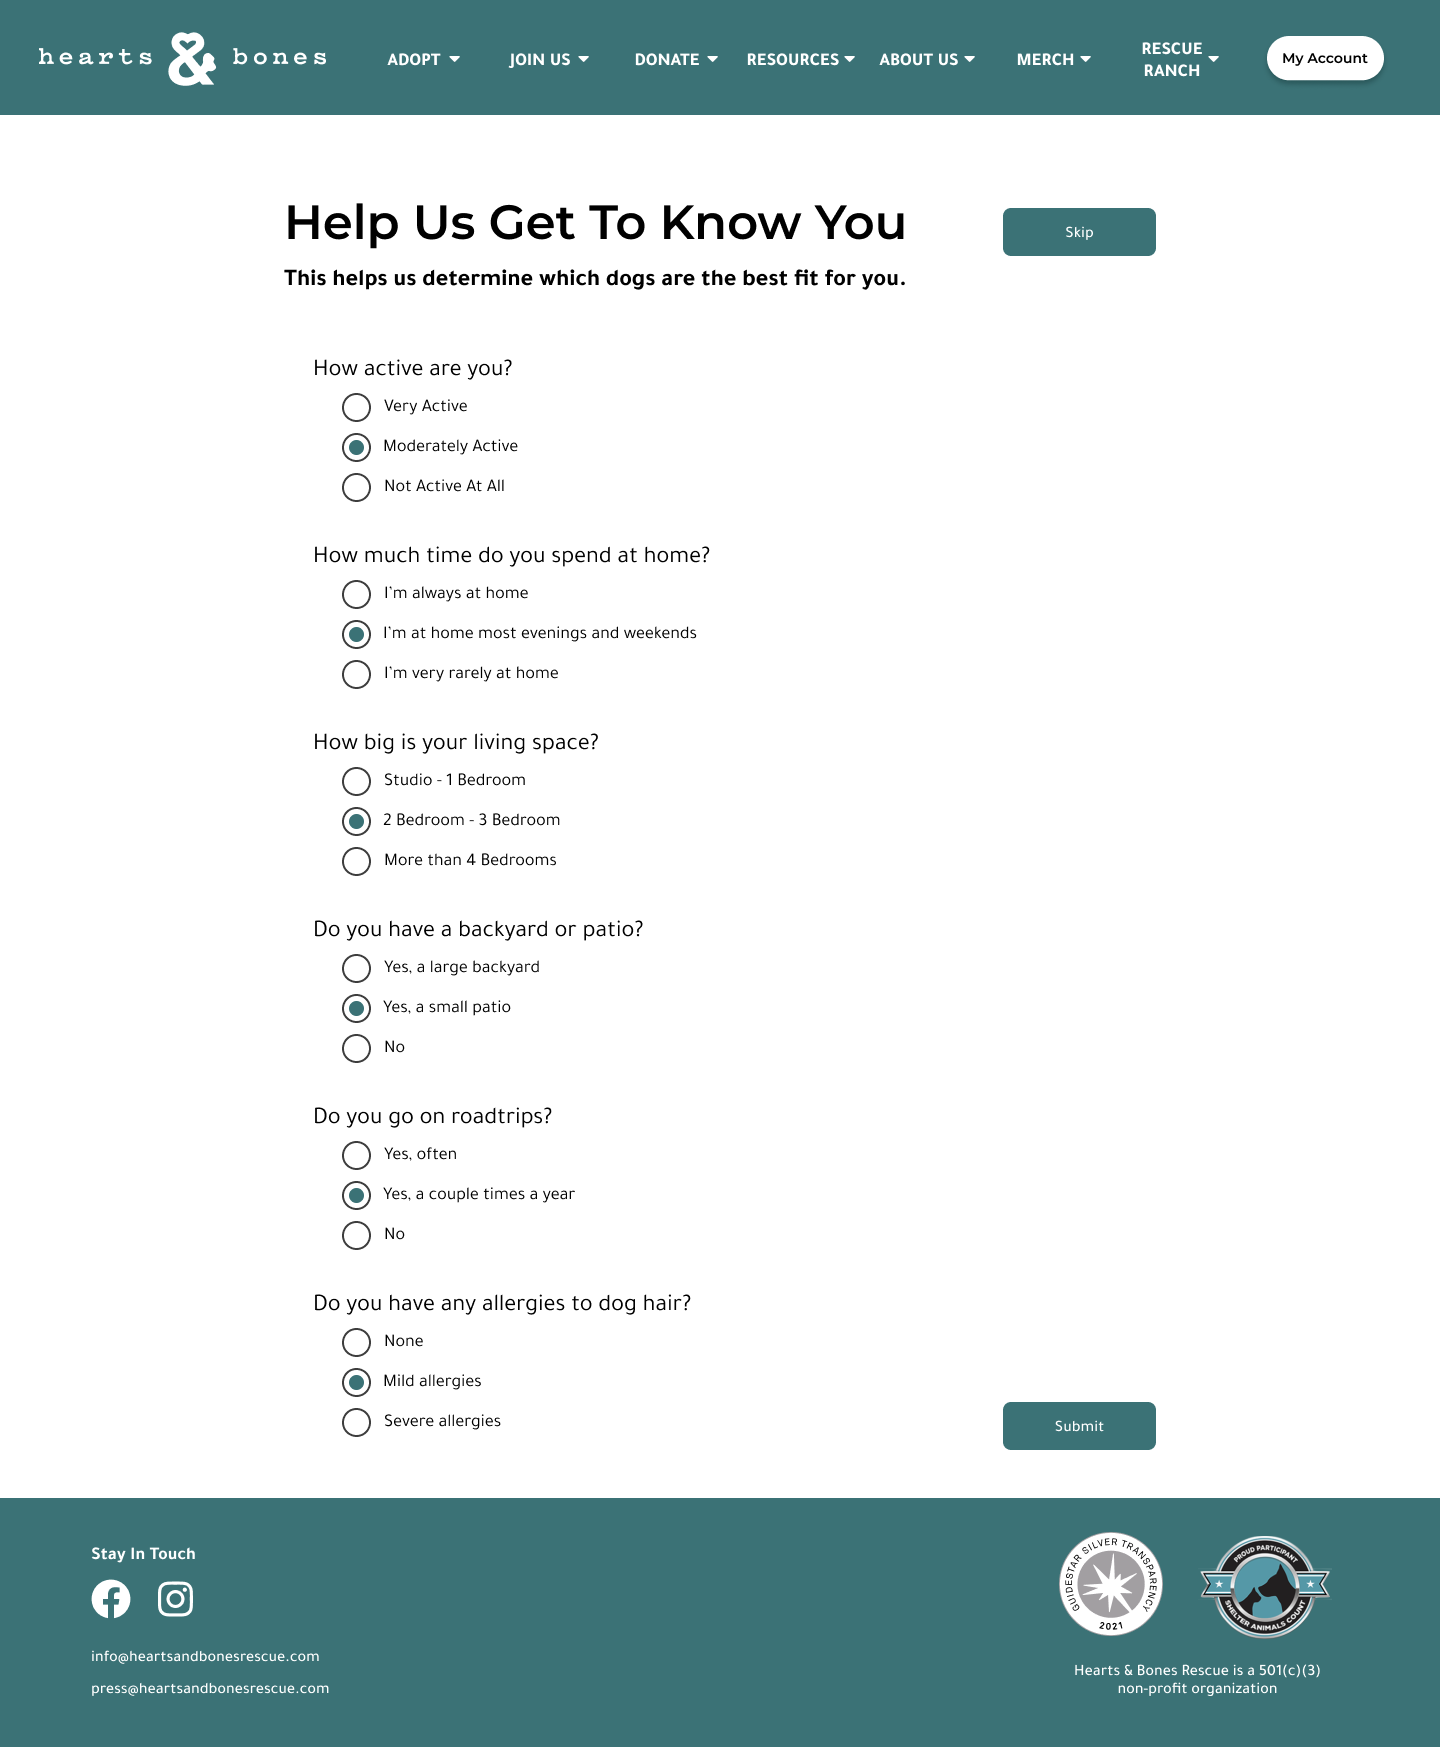 hearts & bones
ADOPT
JOIN US
DONATE
RESOURCES
ABOUT US
MERCH
RESCUE
RANCH
My Account
Help Us Get To Know You
Skip
This helps us determine which dogs are the best fit for you.
How active are you?
Very Active
Moderately Active
Not Active At All
How much time do you spend at home?
I'm always at home
I'm at home most evenings and weekends
I'm very rarely at home
How big is your living space?
Studio - 1 Bedroom
2 Bedroom - 3 Bedroom
More than 4 Bedrooms
Do you have a backyard or patio?
Yes, a large backyard
Yes, a small patio
No
Do you go on roadtrips?
Yes, often
Yes, a couple times a year
No
Do you have any allergies to dog hair?
None
Mild allergies
Severe allergies
Submit
Stay In Touch
info@heartsandbonesrescue.com
press@heartsandbonesrescue.com
GUIDESTAR SILVER TRANSPARENCY
2021
PROUD PARTICIPANT
SHELTER ANIMALS COUNT
Hearts & Bones Rescue is a 501(c)(3)
non-profit organization